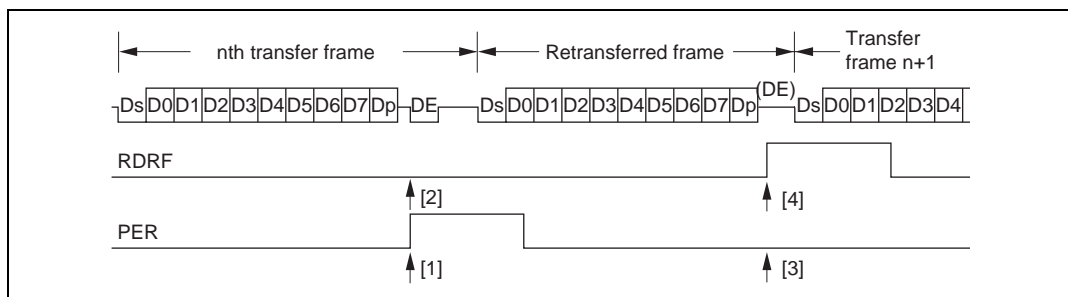 nth transfer frame Retransferred frame Transfer frame n+1
Ds D0 D1 D2 D3 D4 D5 D6 D7 Dp DE Ds D0 D1 D2 D3 D4 D5 D6 D7 Dp (DE) Ds D0 D1 D2 D3 D4
RDRF
[2] [4]
PER
[1] [3]